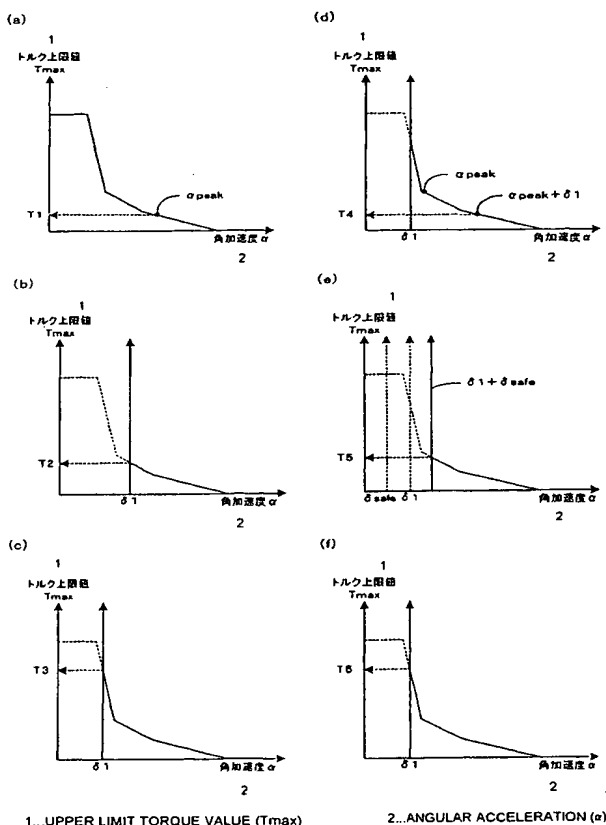 (a)
1
トルク上限値
Tmax
αpeak
T1
角加速度α
2
(b)
1
トルク上限値
Tmax
T2
δ1
角加速度α
2
(c)
1
トルク上限値
Tmax
T3
δ1
角加速度α
2
(d)
1
トルク上限値
Tmax
αpeak
αpeak+δ1
T4
δ1
角加速度α
2
(e)
1
トルク上限値
Tmax
δ1+δsafe
T5
δsafe
δ1
角加速度α
2
(f)
1
トルク上限値
Tmax
T6
δ1
角加速度α
2
1...UPPER LIMIT TORQUE VALUE (Tmax)
2...ANGULAR ACCELERATION (α)